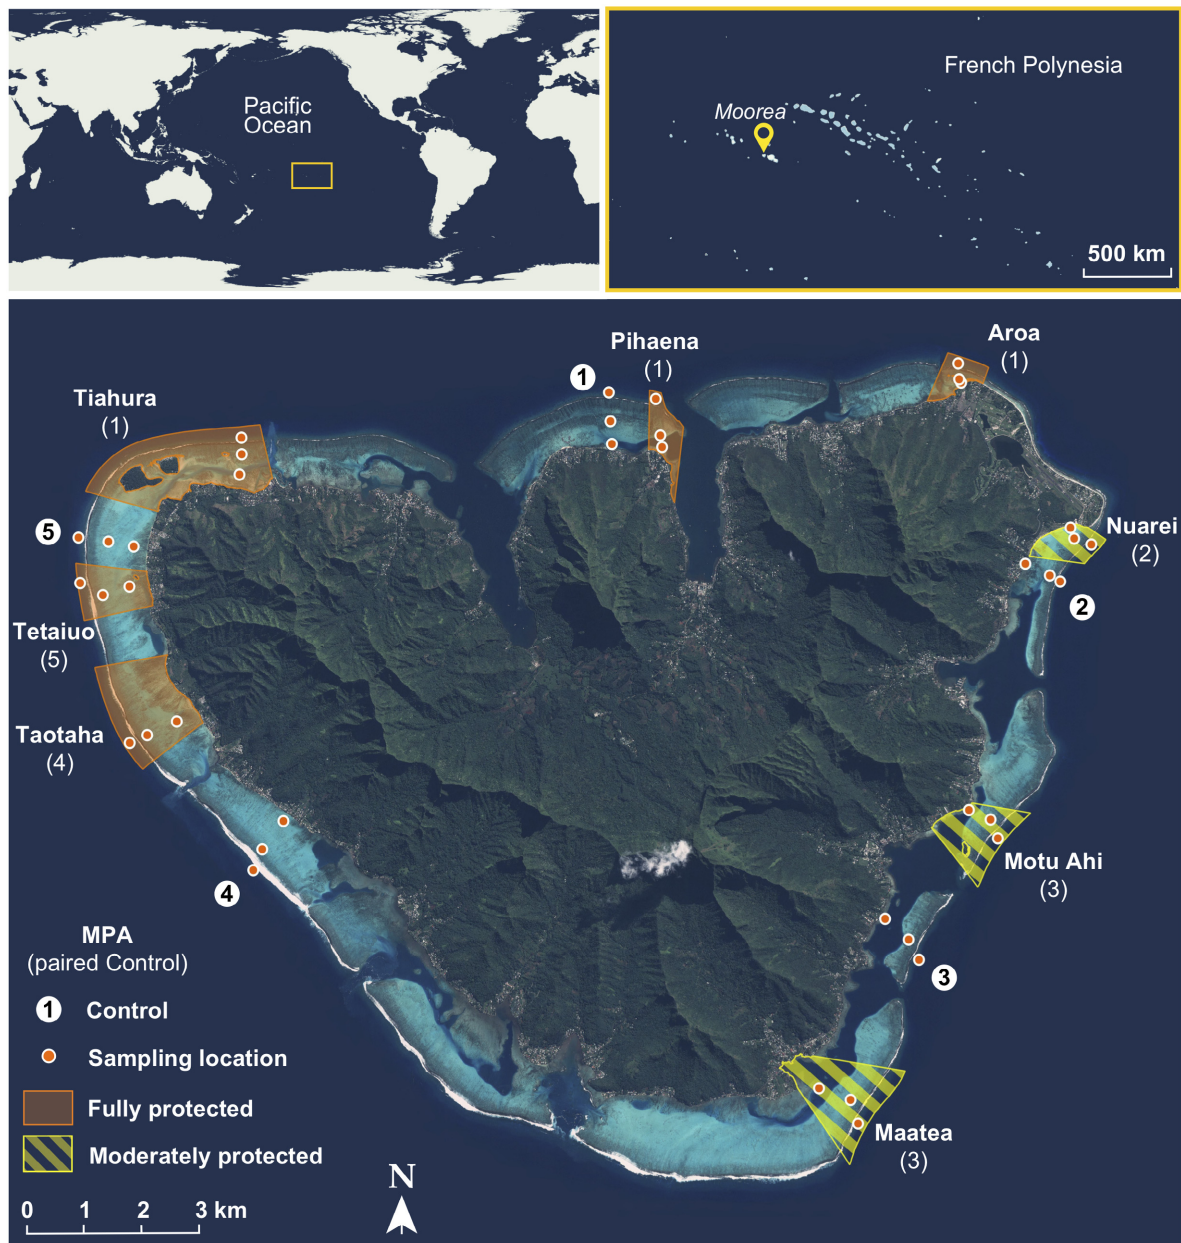 Pacific
Ocean
French Polynesia
Moorea
500 km
Pihaena
(1)
Aroa
(1)
1
Tiahura
(1)
5
Nuarei
(2)
2
Tetaiuo
(5)
Taotaha
(4)
4
Motu Ahi
(3)
3
MPA
(paired Control)
1 Control
Sampling location
Fully protected
Moderately protected
Maatea
(3)
N
0 1 2 3 km